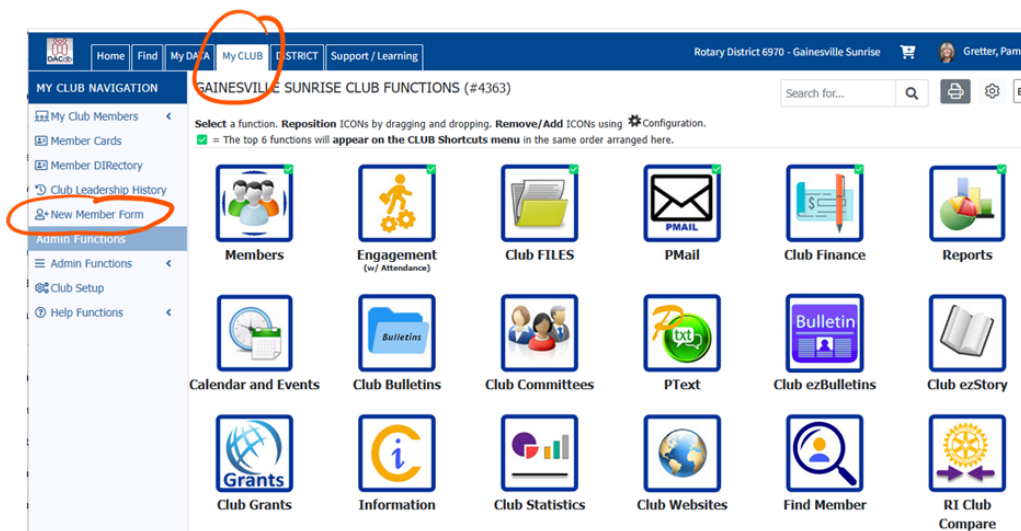 DACdb
Home
Find
My DATA
My CLUB
DISTRICT
Support / Learning
Rotary District 6970 - Gainesville Sunrise
Gretter, Pam
MY CLUB NAVIGATION
My Club Members
Member Cards
Member DIRectory
Club Leadership History
New Member Form
Admin Functions
Admin Functions
Club Setup
Help Functions
GAINESVILLE SUNRISE CLUB FUNCTIONS (#4363)
Search for...
Select a function. Reposition ICONs by dragging and dropping. Remove/Add ICONs using Configuration.
= The top 6 functions will appear on the CLUB Shortcuts menu in the same order arranged here.
Members
Engagement
(w/ Attendance)
Club FILES
PMAIL
PMail
Club Finance
Reports
Calendar and Events
Bulletins
Club Bulletins
Club Committees
P txt
PText
Bulletin
Club ezBulletins
Club ezStory
Grants
Club Grants
i
Information
Club Statistics
Club Websites
Find Member
RI Club
Compare